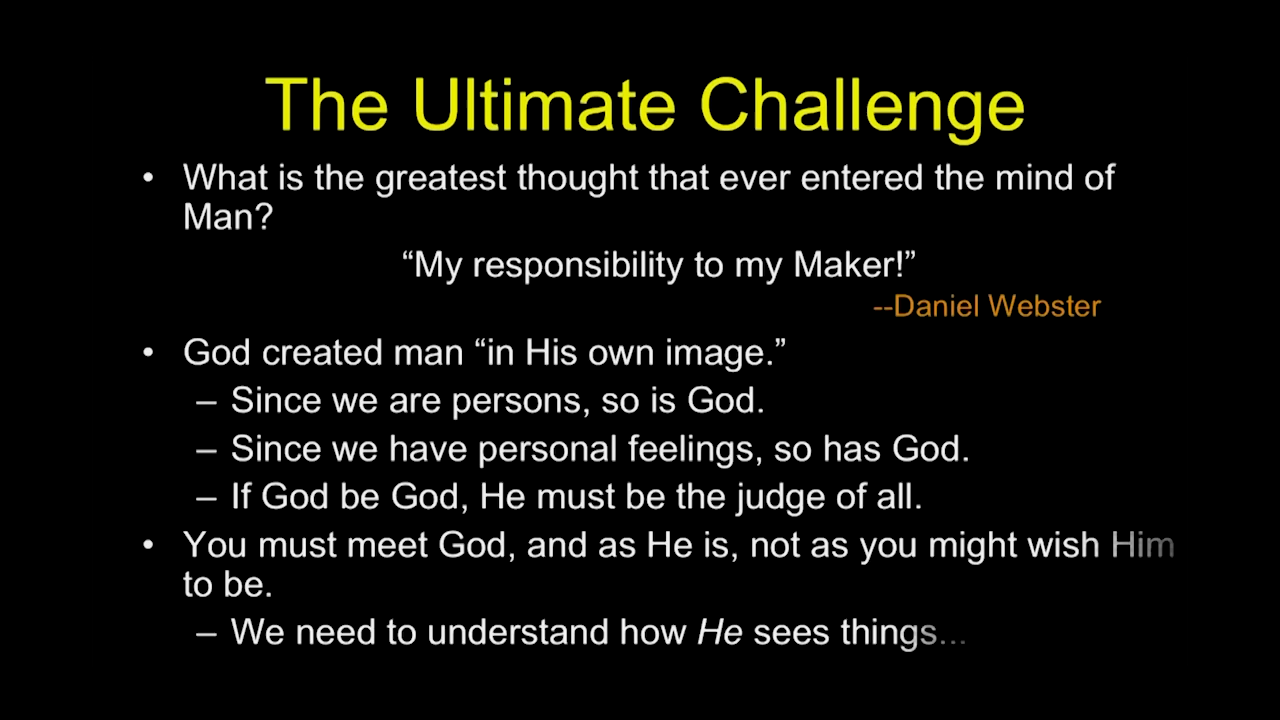 The Ultimate Challenge
• What is the greatest thought that ever entered the mind of
Man?
“My responsibility to my Maker!”
--Daniel Webster
• God created man “in His own image.”
– Since we are persons, so is God.
– Since we have personal feelings, so has God.
– If God be God, He must be the judge of all.
• You must meet God, and as He is, not as you might wish Him
to be.
– We need to understand how He sees things...